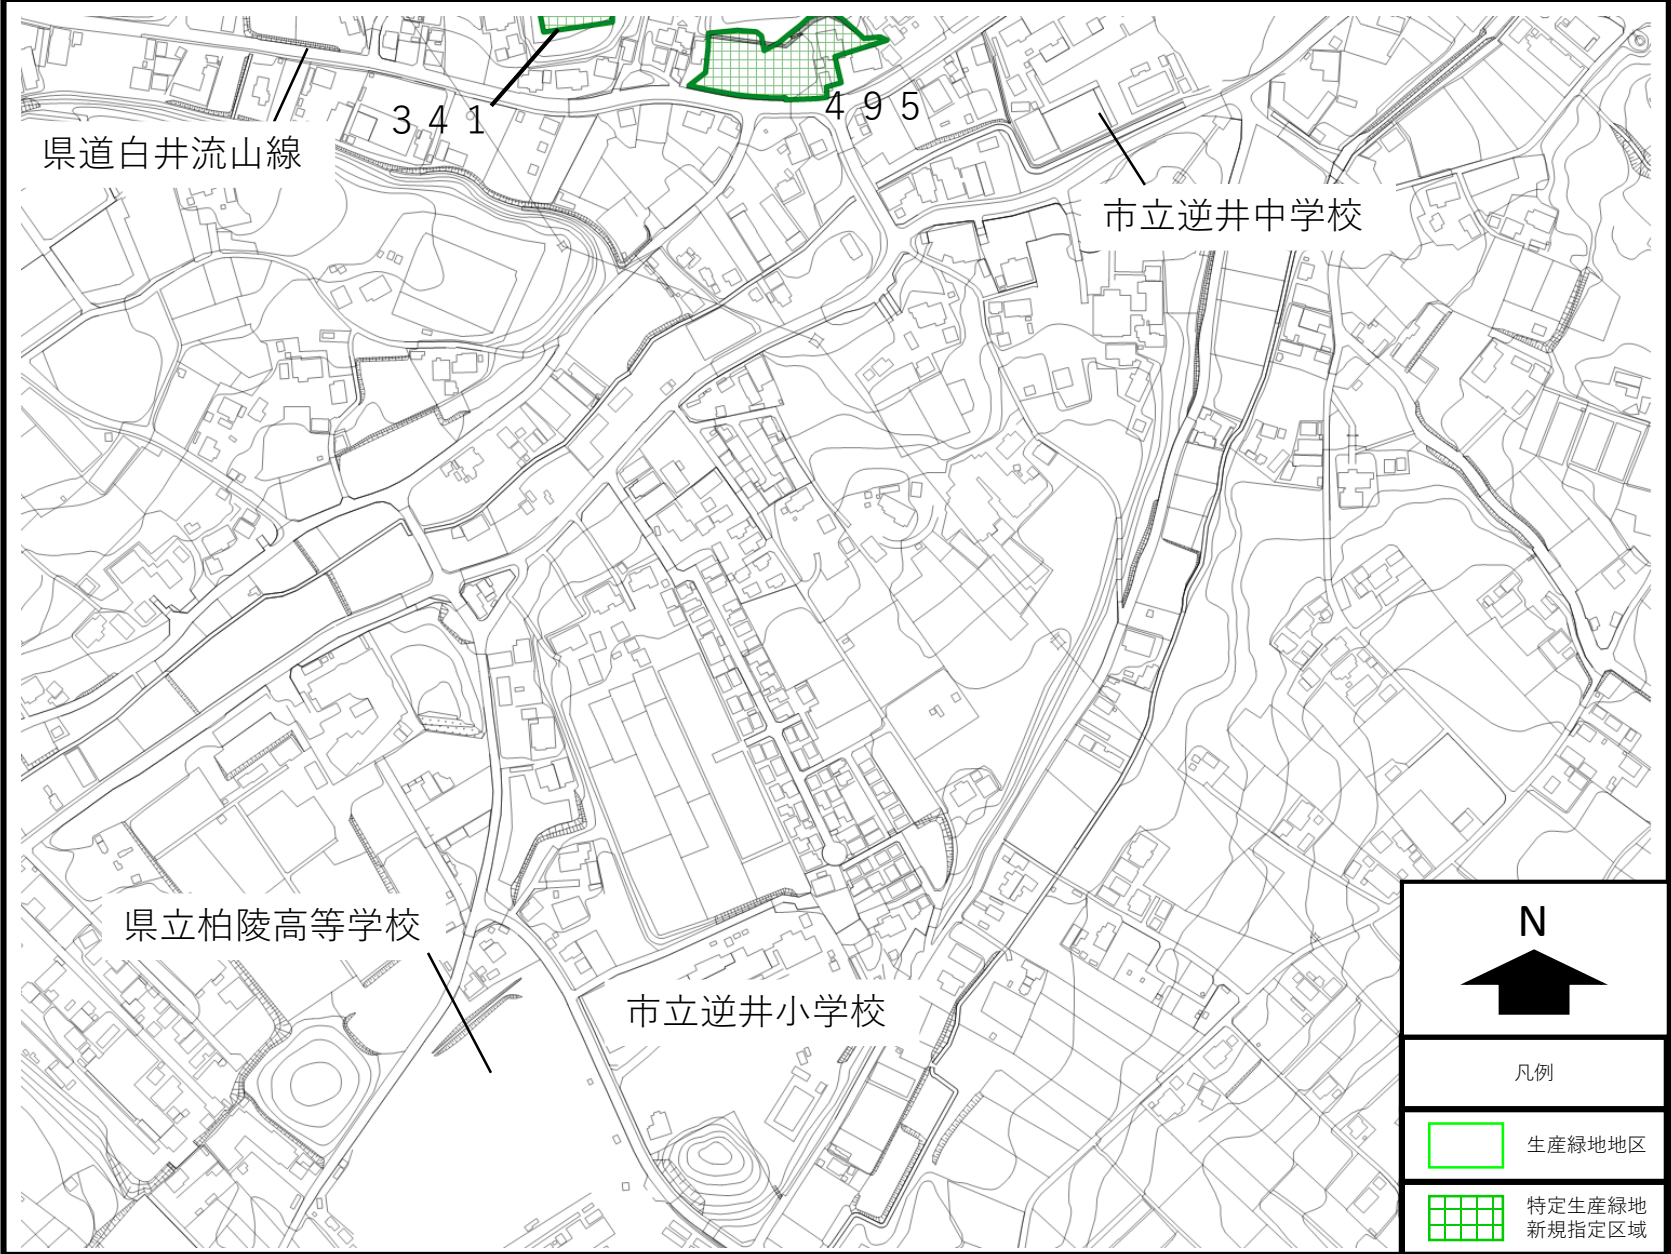 ３４１
４９５
県道白井流山線
市立逆井中学校
県立柏陵高等学校
市立逆井小学校
N
凡例
生産緑地地区
特定生産緑地
新規指定区域